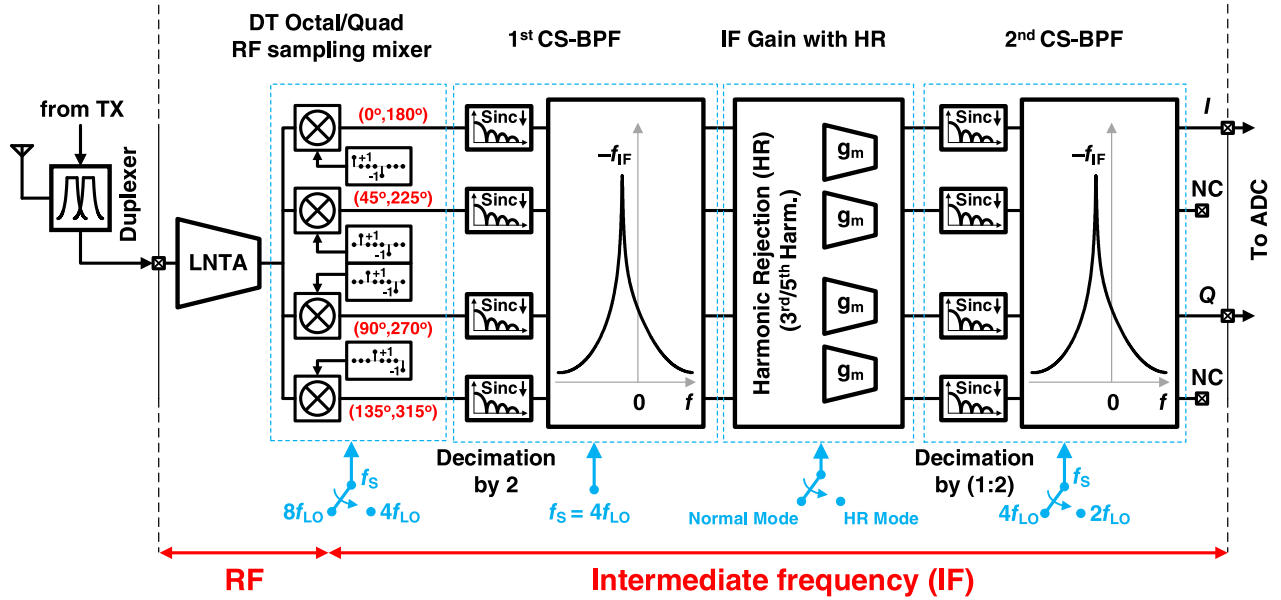 DT Octal/Quad
RF sampling mixer
1st CS-BPF
IF Gain with HR
2nd CS-BPF
from TX
Duplexer
LNTA
(0°,180°)
+1
-1
(45°,225°)
+1
-1
+1
-1
(90°,270°)
+1
-1
(135°,315°)
Sinc
Sinc
Sinc
Sinc
−fIF
0
f
Harmonic Rejection (HR)
(3rd/5th Harm.)
gm
gm
gm
gm
Sinc
Sinc
Sinc
Sinc
−fIF
0
f
I
NC
Q
NC
To ADC
fS
8fLO
4fLO
Decimation
by 2
fS = 4fLO
Normal Mode
HR Mode
Decimation
by (1:2)
fS
4fLO
2fLO
RF
Intermediate frequency (IF)